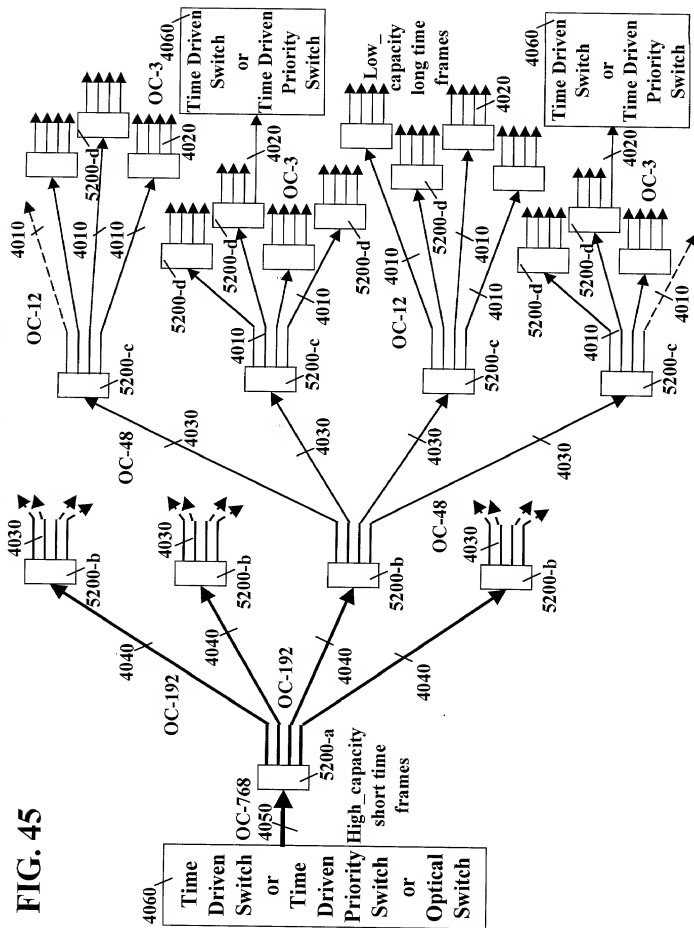 FIG. 45
4060
Time
Driven
Switch
or
Time
Driven
Priority
Switch
or
Optical
Switch
OC-768
4050
High_capacity
short time
frames
5200-a
OC-192
4040
4040
OC-192
4040
4040
4030
5200-b
4030
5200-b
5200-b
OC-48
4030
5200-b
OC-48
4030
4030
4030
4030
OC-12
4010
4010
4010
5200-c
5200-d
4020
OC-3
4060
Time Driven
Switch
or
Time Driven
Priority
Switch
5200-d
5200-d
4020
OC-3
4010
4010
5200-d
5200-c
Low_
capacity
long time
frames
4020
OC-12
4010
5200-d
4010
4010
5200-c
4060
Time Driven
Switch
or
Time Driven
Priority
Switch
4020
OC-3
5200-d
5200-d
4010
4010
5200-c